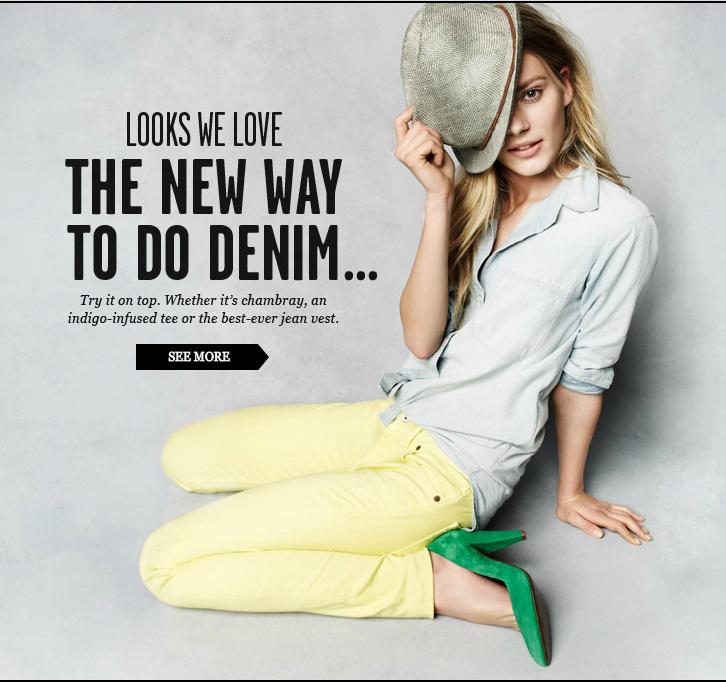 LOOKS WE LOVE
THE NEW WAY
TO DO DENIM...
Try it on top. Whether it's chambray, an
indigo-infused tee or the best-ever jean vest.
SEE MORE